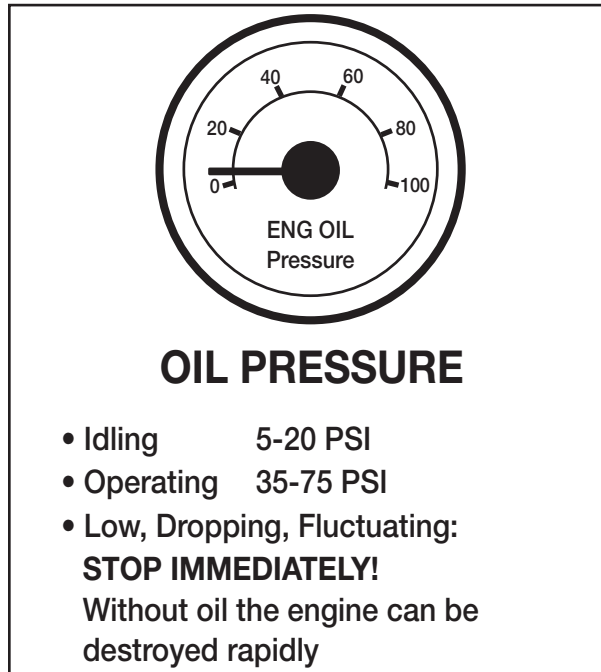 40 60
20 80
0 100
ENG OIL
Pressure
OIL PRESSURE
• Idling 5-20 PSI
• Operating 35-75 PSI
• Low, Dropping, Fluctuating:
STOP IMMEDIATELY!
Without oil the engine can be
destroyed rapidly